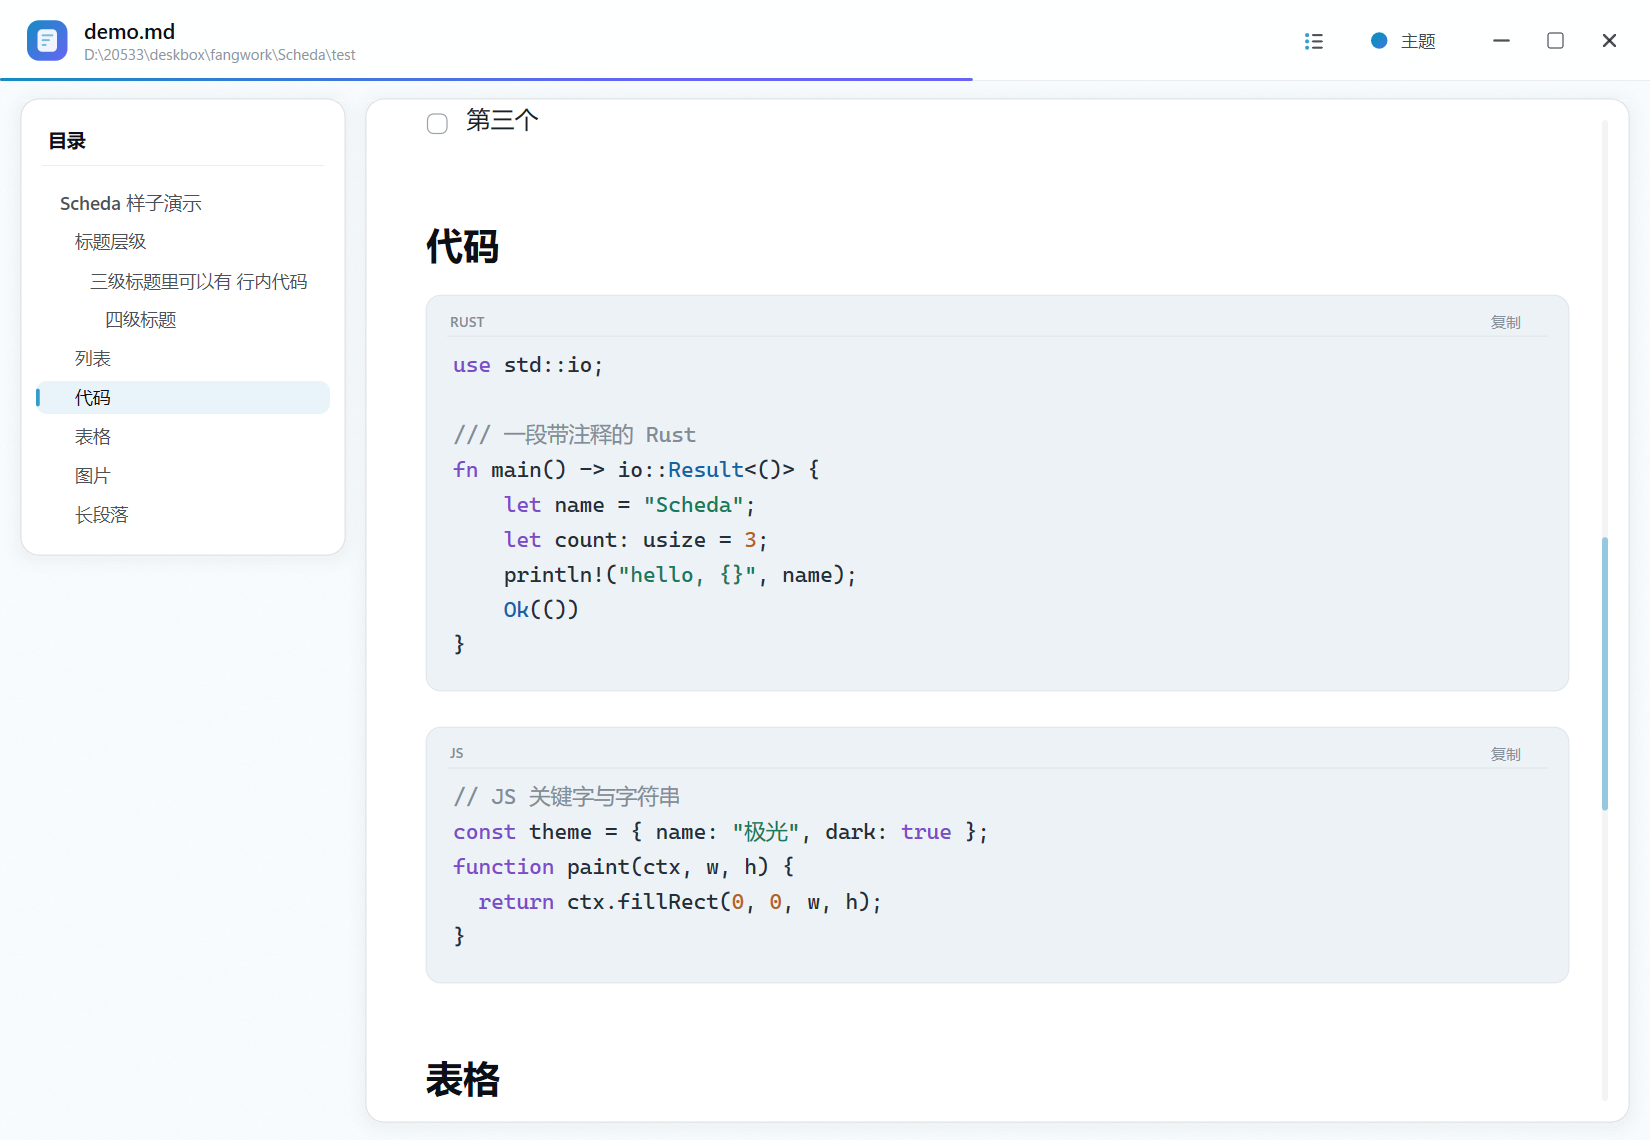 demo.md
D:\20533\deskbox\fangwork\Scheda\test
主题
目录
Scheda 样子演示
标题层级
三级标题里可以有 行内代码
四级标题
列表
代码
表格
图片
长段落
第三个
代码
RUST
复制
use std::io;
/// 一段带注释的 Rust
fn main() -> io::Result<()> {
    let name = "Scheda";
    let count: usize = 3;
    println!("hello, {}", name);
    Ok(())
}
JS
复制
// JS 关键字与字符串
const theme = { name: "极光", dark: true };
function paint(ctx, w, h) {
  return ctx.fillRect(0, 0, w, h);
}
表格